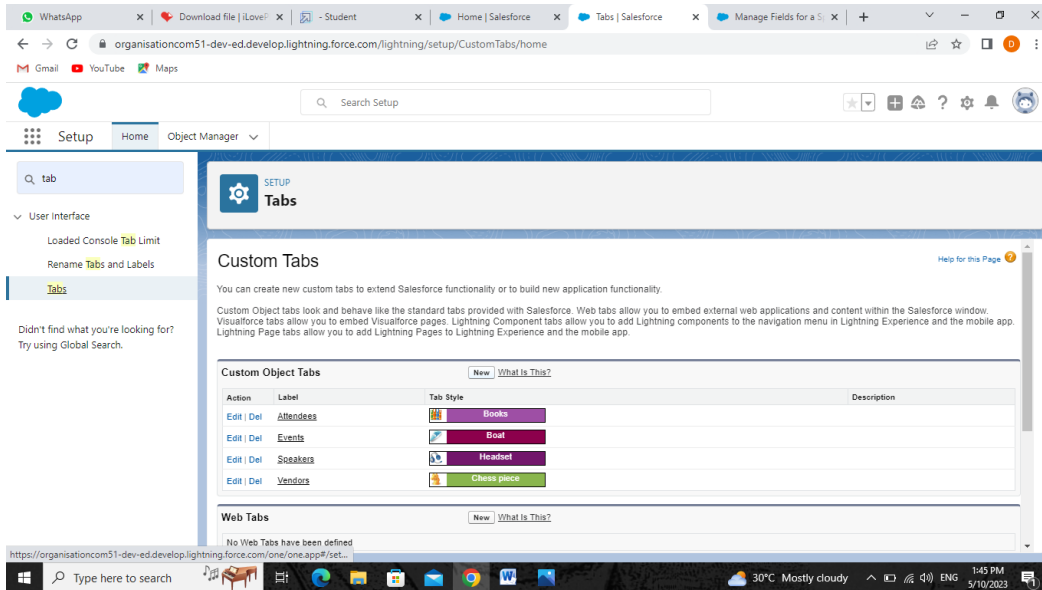 WhatsApp
Download file | iLoveP
- Student
Home | Salesforce
Tabs | Salesforce
Manage Fields for a Sp
organisationcom51-dev-ed.develop.lightning.force.com/lightning/setup/CustomTabs/home
D
Gmail YouTube Maps
Search Setup
Setup Home Object Manager
tab
User Interface
Loaded Console Tab Limit
Rename Tabs and Labels
Tabs
Didn't find what you're looking for?
Try using Global Search.
SETUP
Tabs
Custom Tabs
Help for this Page
You can create new custom tabs to extend Salesforce functionality or to build new application functionality.
Custom Object tabs look and behave like the standard tabs provided with Salesforce. Web tabs allow you to embed external web applications and content within the Salesforce window.
Visualforce tabs allow you to embed Visualforce pages. Lightning Component tabs allow you to add Lightning components to the navigation menu in Lightning Experience and the mobile app.
Lightning Page tabs allow you to add Lightning Pages to Lightning Experience and the mobile app.
Custom Object Tabs New What Is This?
Action Label Tab Style Description
Edit | Del Attendees Books
Edit | Del Events Boat
Edit | Del Speakers Headset
Edit | Del Vendors Chess piece
Web Tabs New What Is This?
No Web Tabs have been defined
https://organisationcom51-dev-ed.develop.lightning.force.com/one/one.app#/set...
Type here to search
30°C Mostly cloudy
ENG
1:45 PM
5/10/2023
1